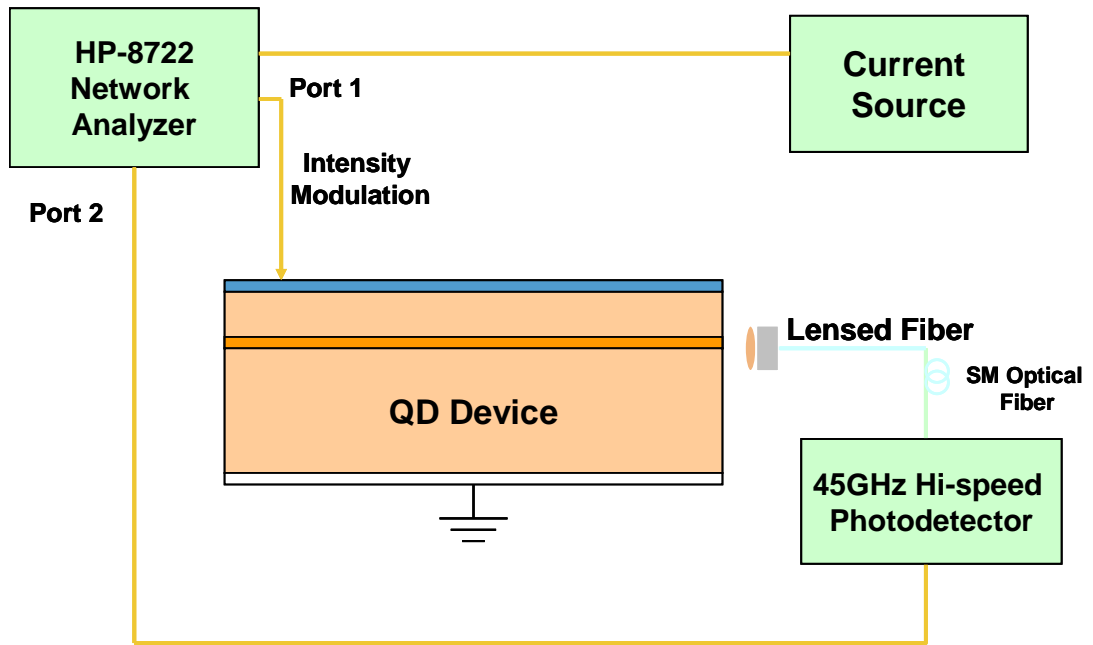 HP-8722
Network
Analyzer
Current
Source
Port 1
Intensity
Modulation
Port 2
Lensed Fiber
SM Optical
Fiber
QD Device
45GHz Hi-speed
Photodetector